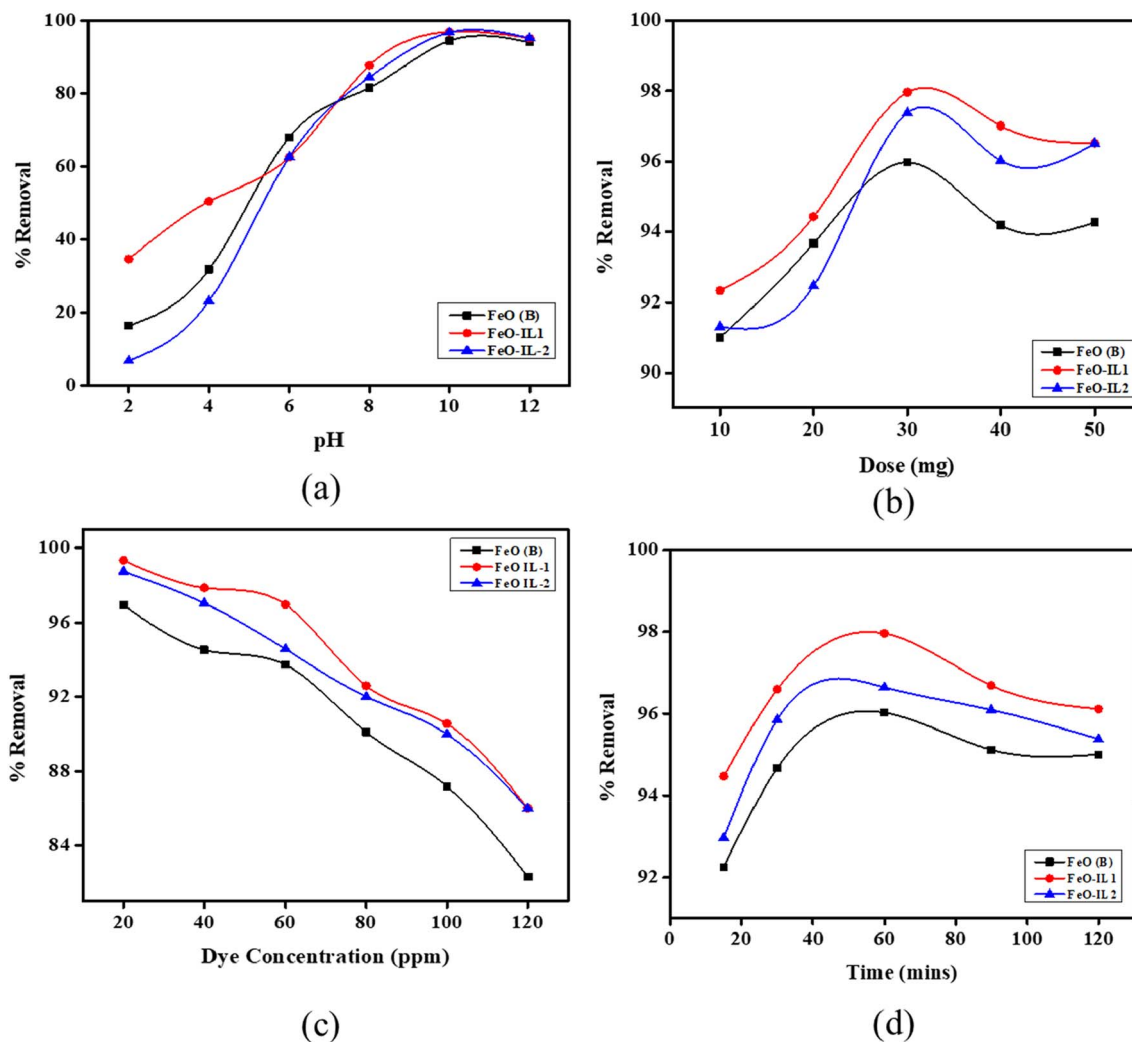 100
80
60
40
20
0
% Removal
2 4 6 8 10 12
pH
FeO (B)
FeO-IL1
FeO-IL-2
(a)
100
98
96
94
92
90
% Removal
10 20 30 40 50
Dose (mg)
FeO (B)
FeO-IL1
FeO-IL2
(b)
100
96
92
88
84
% Removal
20 40 60 80 100 120
Dye Concentration (ppm)
FeO (B)
FeO IL-1
FeO IL-2
(c)
100
98
96
94
92
% Removal
0 20 40 60 80 100 120
Time (mins)
FeO (B)
FeO-IL1
FeO-IL2
(d)